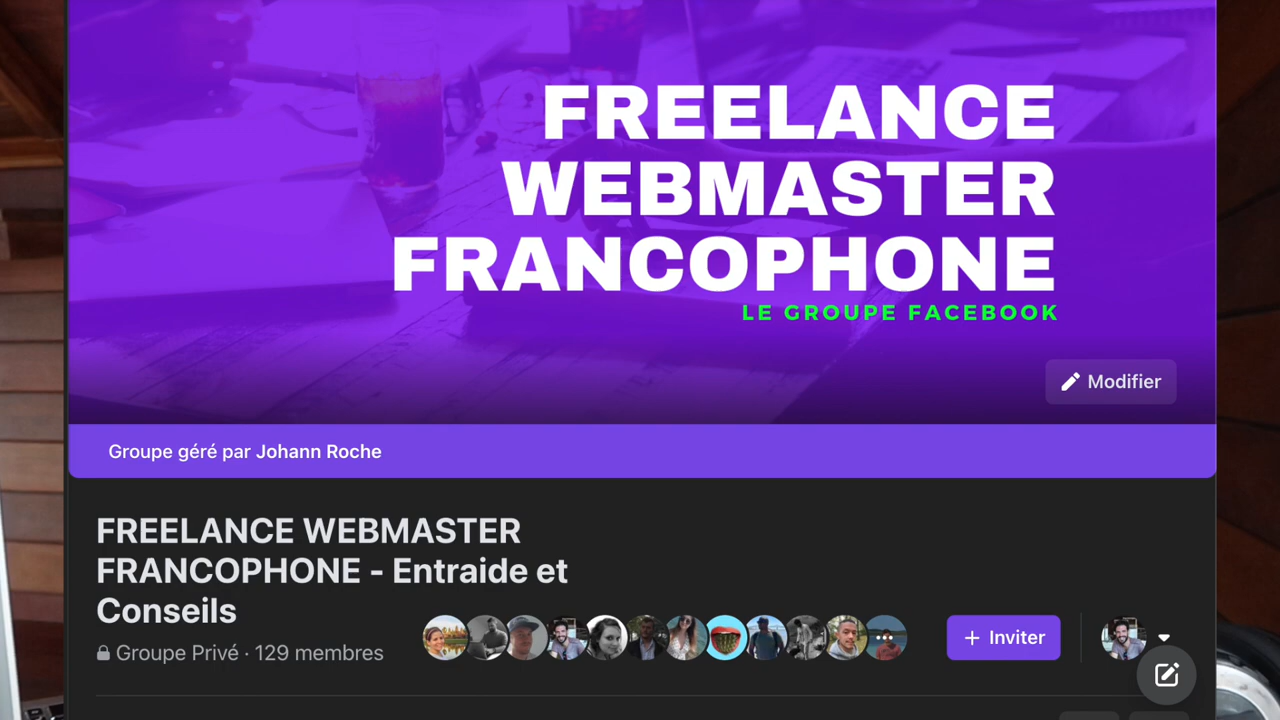 FREELANCE
WEBMASTER
FRANCOPHONE
LE GROUPE FACEBOOK
Modifier
Groupe géré par Johann Roche
FREELANCE WEBMASTER
FRANCOPHONE - Entraide et
Conseils
Groupe Privé · 129 membres
+ Inviter